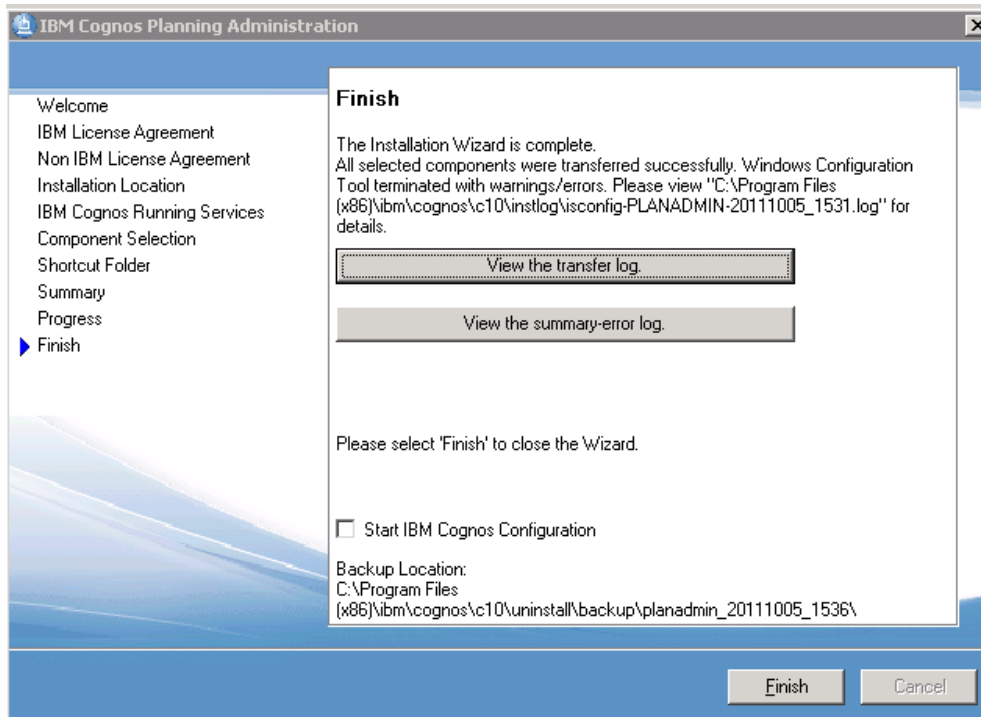 IBM Cognos Planning Administration
Welcome
IBM License Agreement
Non IBM License Agreement
Installation Location
IBM Cognos Running Services
Component Selection
Shortcut Folder
Summary
Progress
Finish
Finish
The Installation Wizard is complete.
All selected components were transferred successfully. Windows Configuration
Tool terminated with warnings/errors. Please view "C:\Program Files
(x86)\ibm\cognos\c10\instlog\isconfig-PLANADMIN-20111005_1531.log" for
details.
View the transfer log.
View the summary-error log.
Please select 'Finish' to close the Wizard.
Start IBM Cognos Configuration
Backup Location:
C:\Program Files
(x86)\ibm\cognos\c10\uninstall\backup\planadmin_20111005_1536\
Finish
Cancel